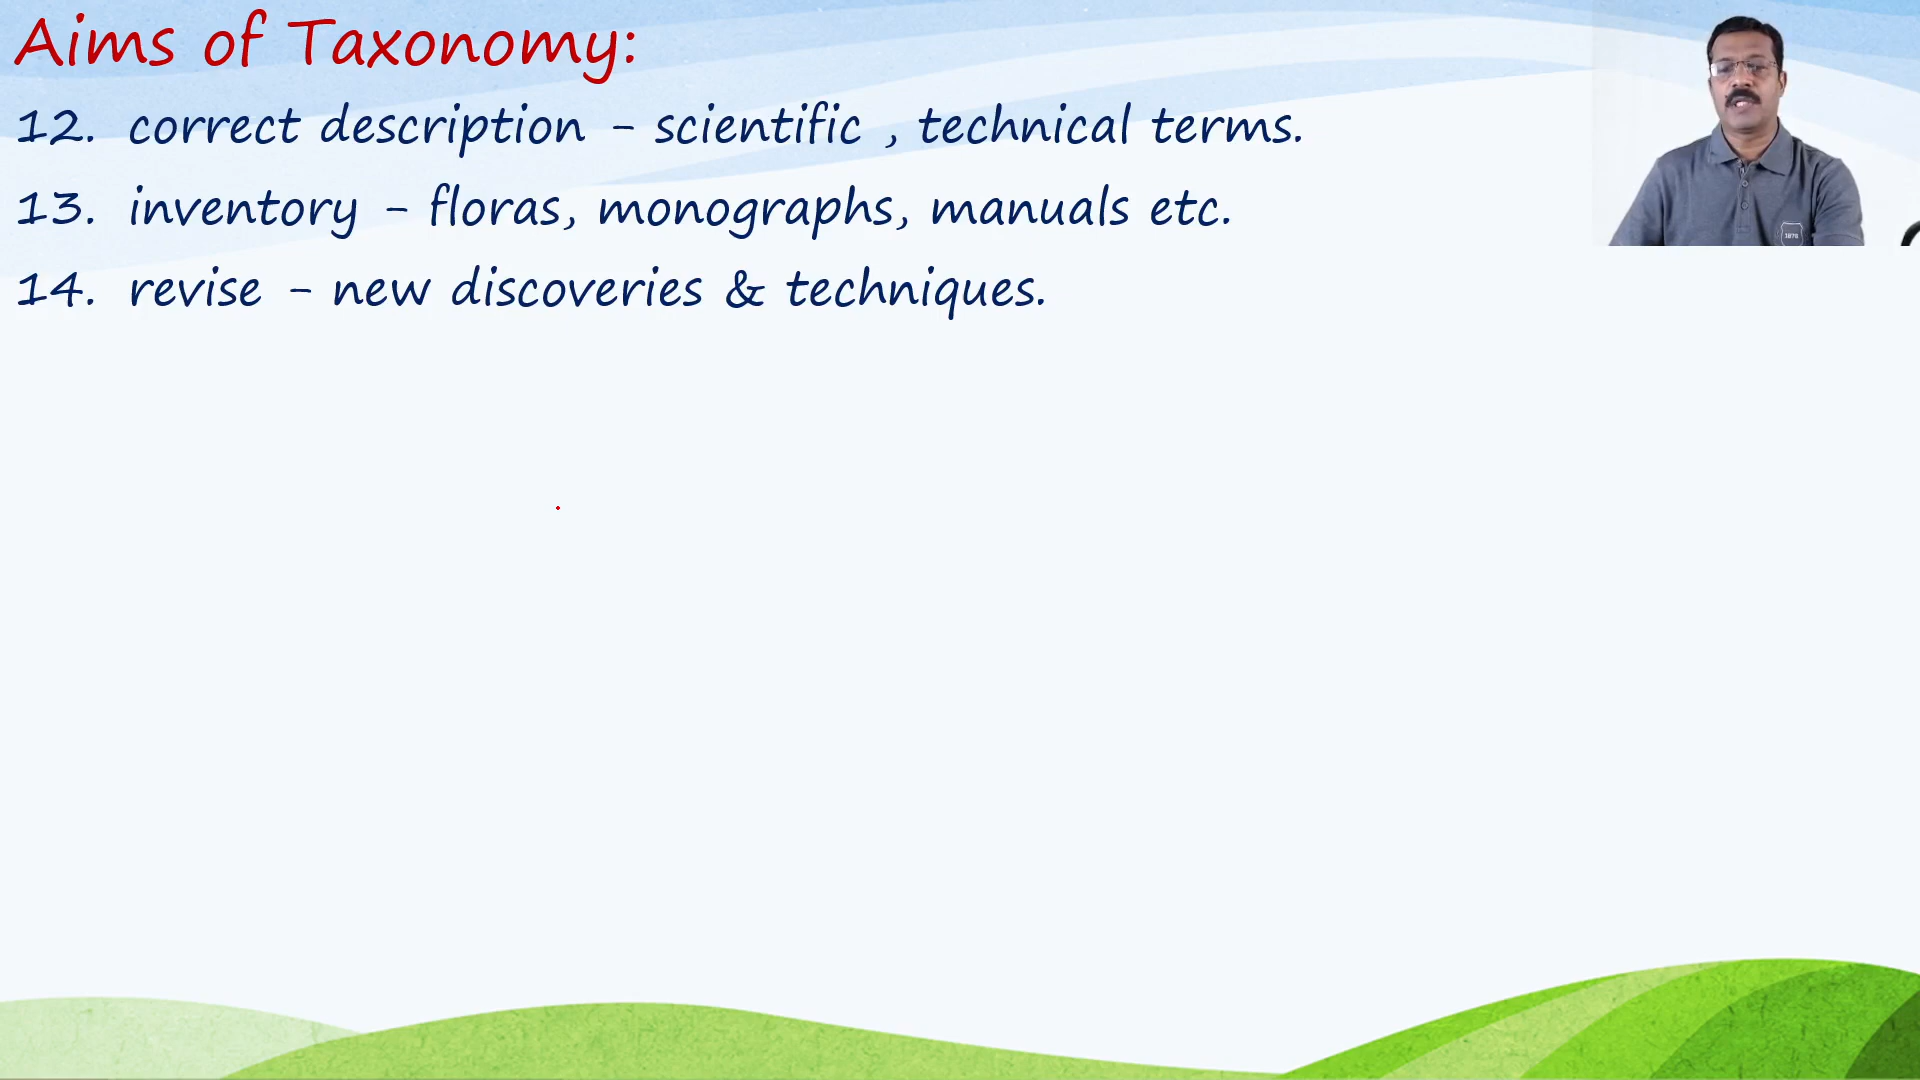 Aims of Taxonomy:
12. correct description - scientific , technical terms.
13. inventory - floras, monographs, manuals etc.
14. revise - new discoveries & techniques.